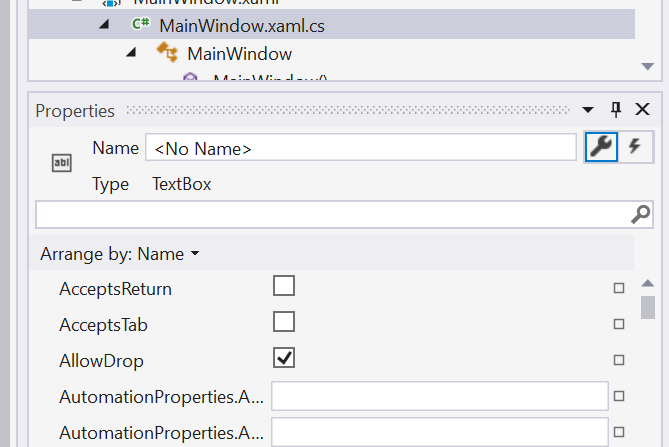 MainWindow.xaml
C# MainWindow.xaml.cs
MainWindow
MainWindow()
Properties
Name <No Name>
abl
Type TextBox
Arrange by: Name
AcceptsReturn
AcceptsTab
AllowDrop
AutomationProperties.A...
AutomationProperties.A...